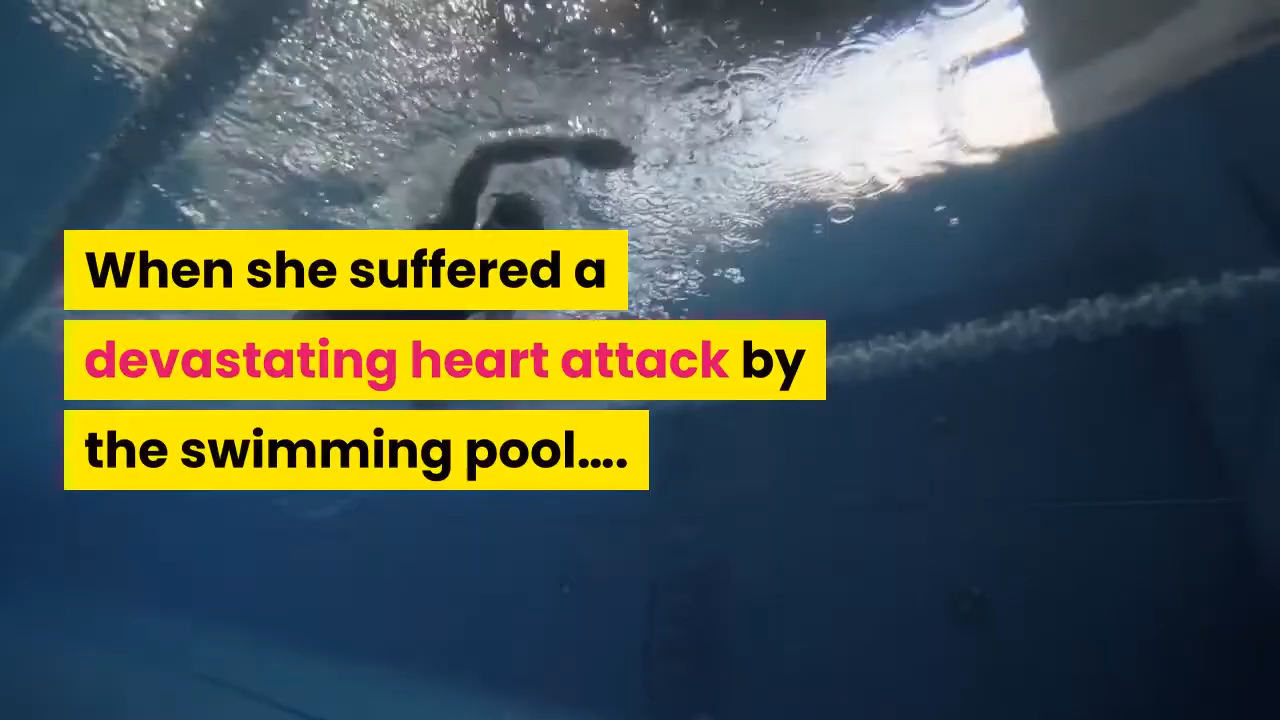 When she suffered a
devastating heart attack by
the swimming pool....